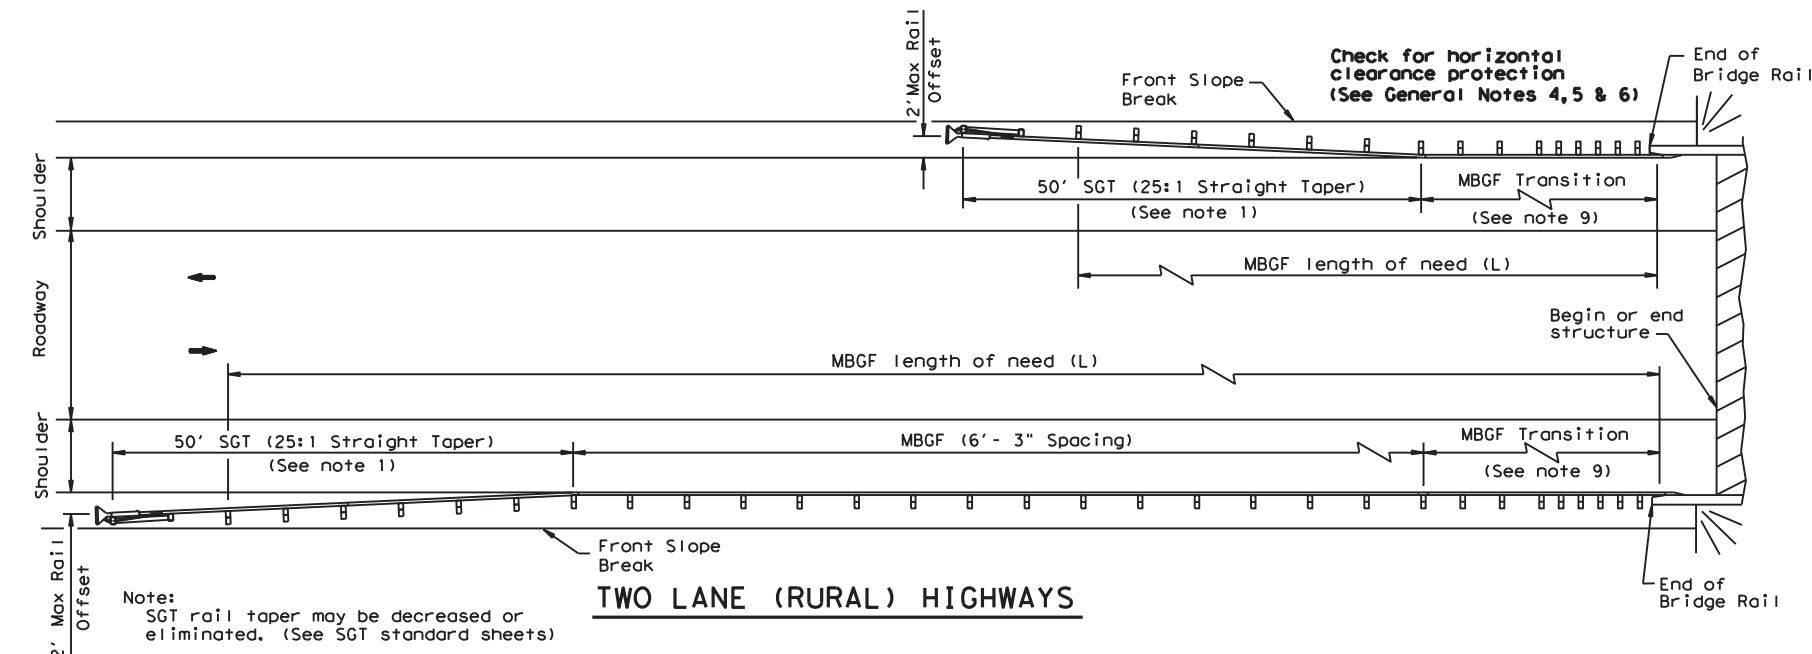 2' Max Rail
Offset
Front Slope
Break
Check for horizontal
clearance protection
(See General Notes 4,5 & 6)
End of
Bridge Rail
Shoulder
50' SGT (25:1 Straight Taper)
(See note 1)
MBGF Transition
(See note 9)
MBGF length of need (L)
Roadway
Begin or end
structure
MBGF length of need (L)
Shoulder
50' SGT (25:1 Straight Taper)
(See note 1)
MBGF (6'- 3" Spacing)
MBGF Transition
(See note 9)
Front Slope
Break
End of
Bridge Rail
2' Max Rail
Offset
Note:
SGT rail taper may be decreased or
eliminated. (See SGT standard sheets)
TWO LANE (RURAL) HIGHWAYS